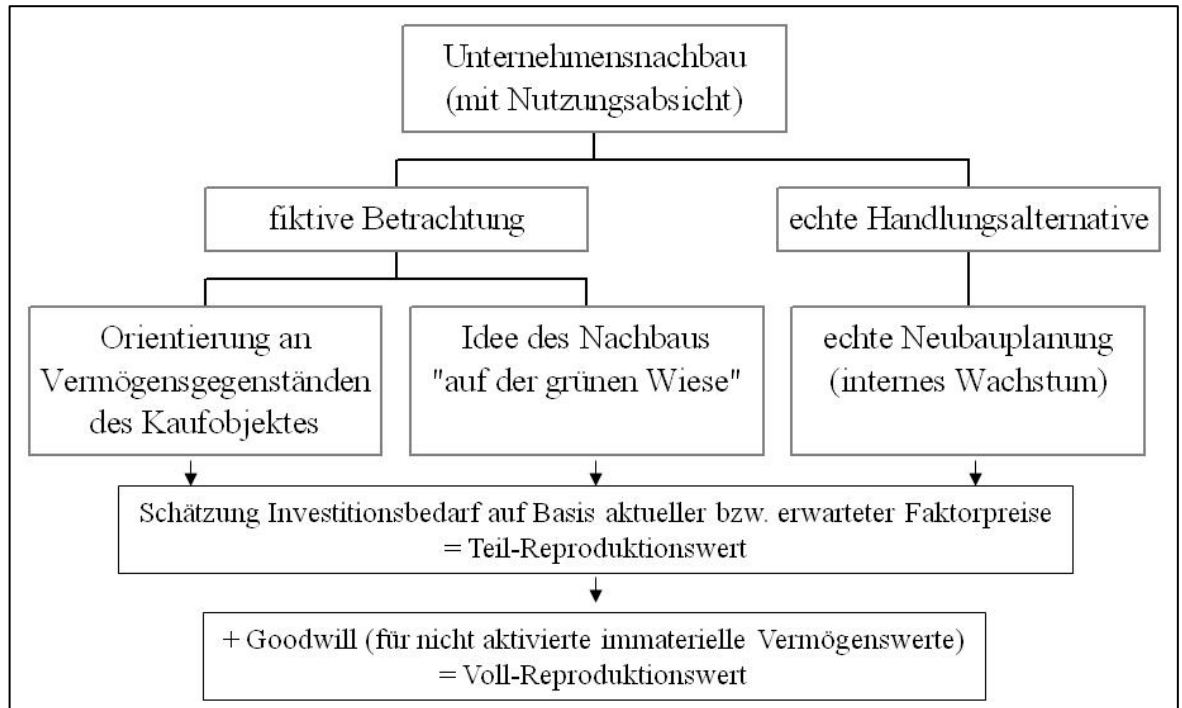 Unternehmensnachbau
(mit Nutzungsabsicht)
fiktive Betrachtung
echte Handlungsalternative
Orientierung an
Vermögensgegenständen
des Kaufobjektes
Idee des Nachbaus
"auf der grünen Wiese"
echte Neubauplanung
(internes Wachstum)
Schätzung Investitionsbedarf auf Basis aktueller bzw. erwarteter Faktorpreise
= Teil-Reproduktionswert
+ Goodwill (für nicht aktivierte immaterielle Vermögenswerte)
= Voll-Reproduktionswert